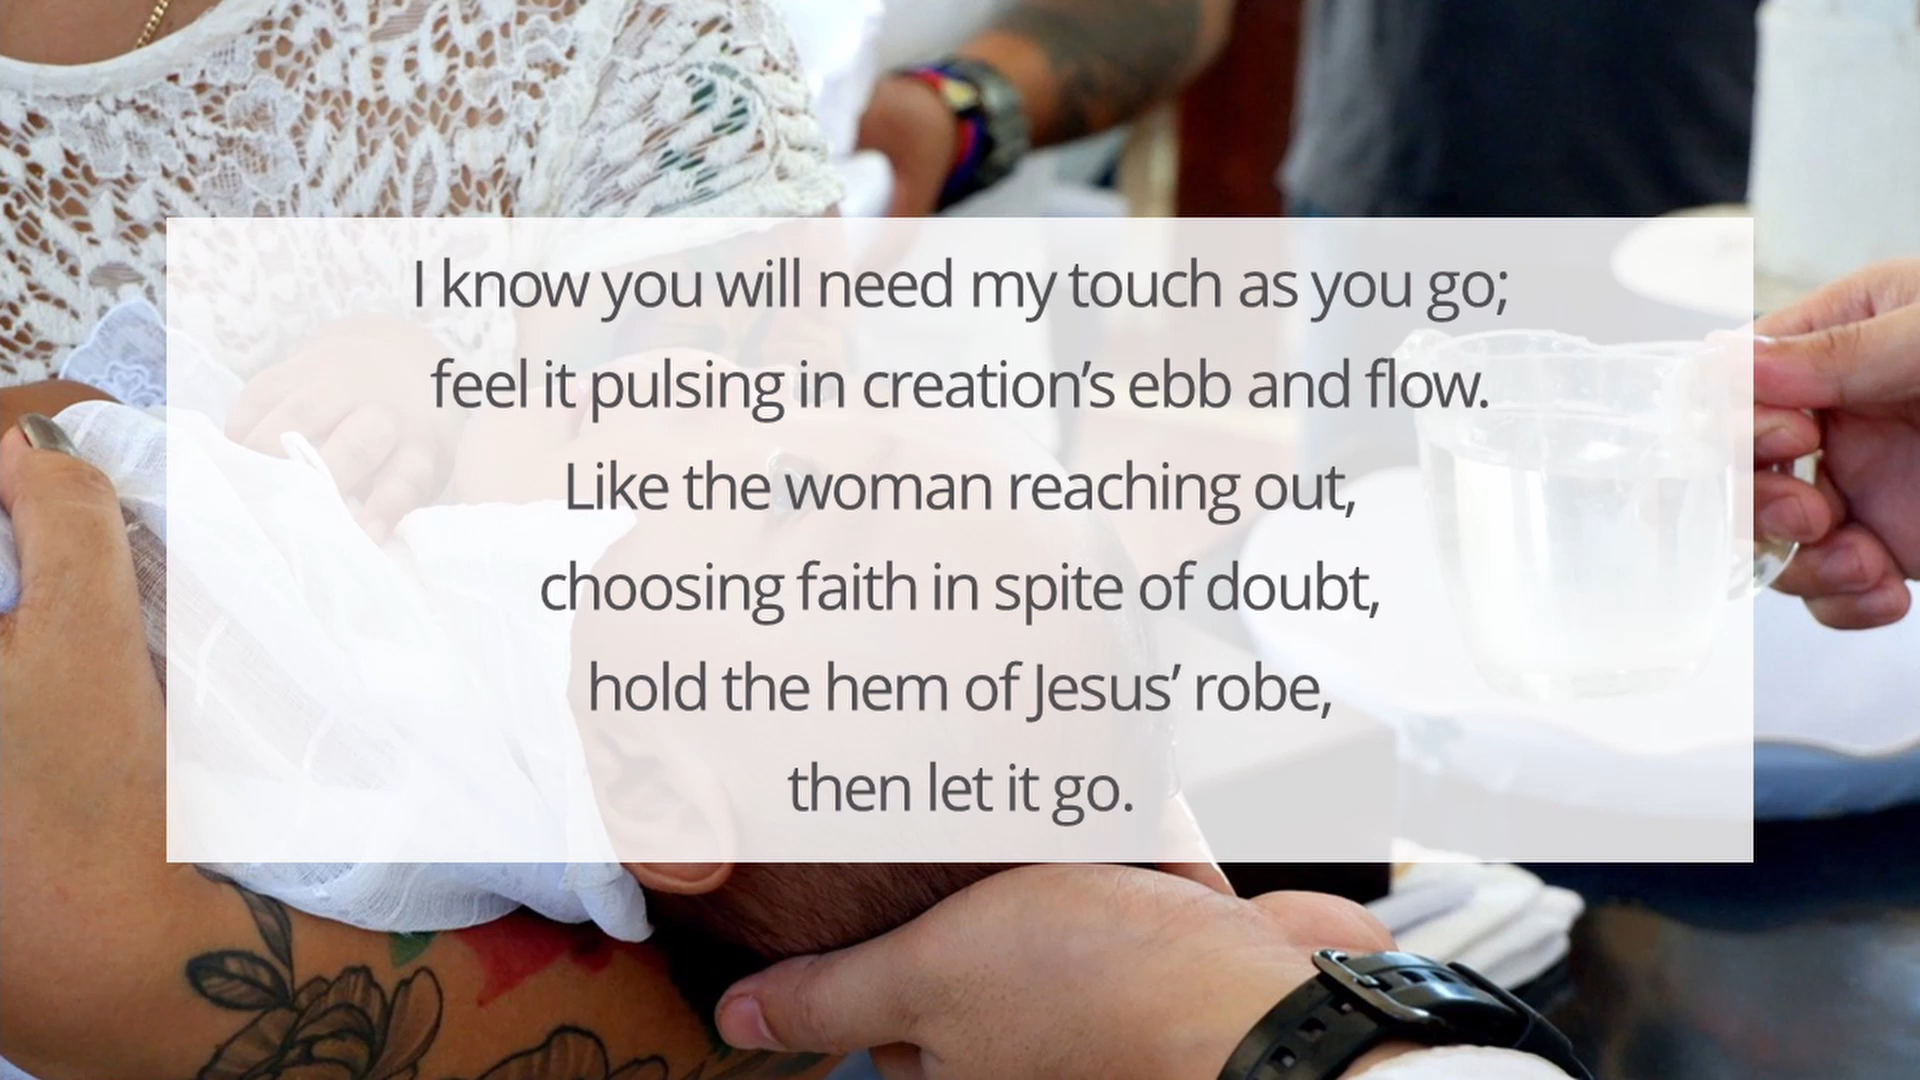 I know you will need my touch as you go;
feel it pulsing in creation’s ebb and flow.
Like the woman reaching out,
choosing faith in spite of doubt,
hold the hem of Jesus’ robe,
then let it go.